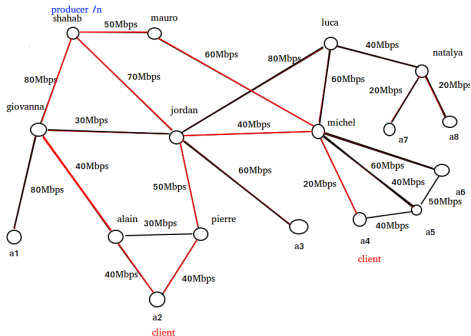 producer /n
shahab
50Mbps
mauro
luca
40Mbps
natalya
60Mbps
80Mbps
80Mbps
70Mbps
60Mbps
20Mbps
20Mbps
giovanna
jordan
30Mbps
40Mbps
michel
a7
a8
40Mbps
60Mbps
40Mbps
a6
80Mbps
50Mbps
60Mbps
20Mbps
50Mbps
alain
30Mbps
pierre
a4
40Mbps
a5
a1
a3
client
40Mbps
40Mbps
a2
client